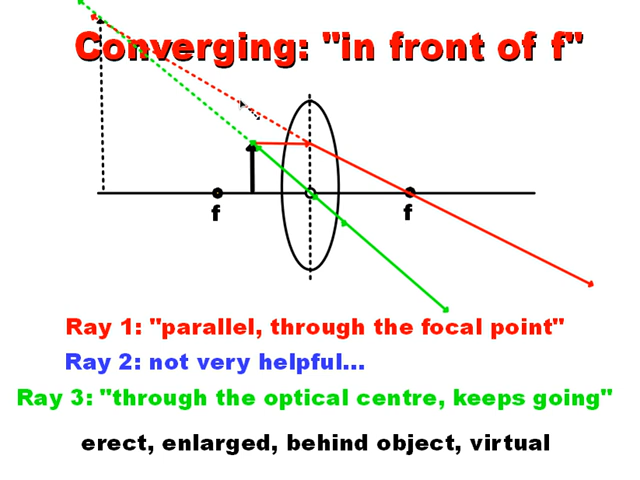 Converging: "in front of f"
f
f
Ray 1: "parallel, through the focal point"
Ray 2: not very helpful...
Ray 3: "through the optical centre, keeps going"
erect, enlarged, behind object, virtual